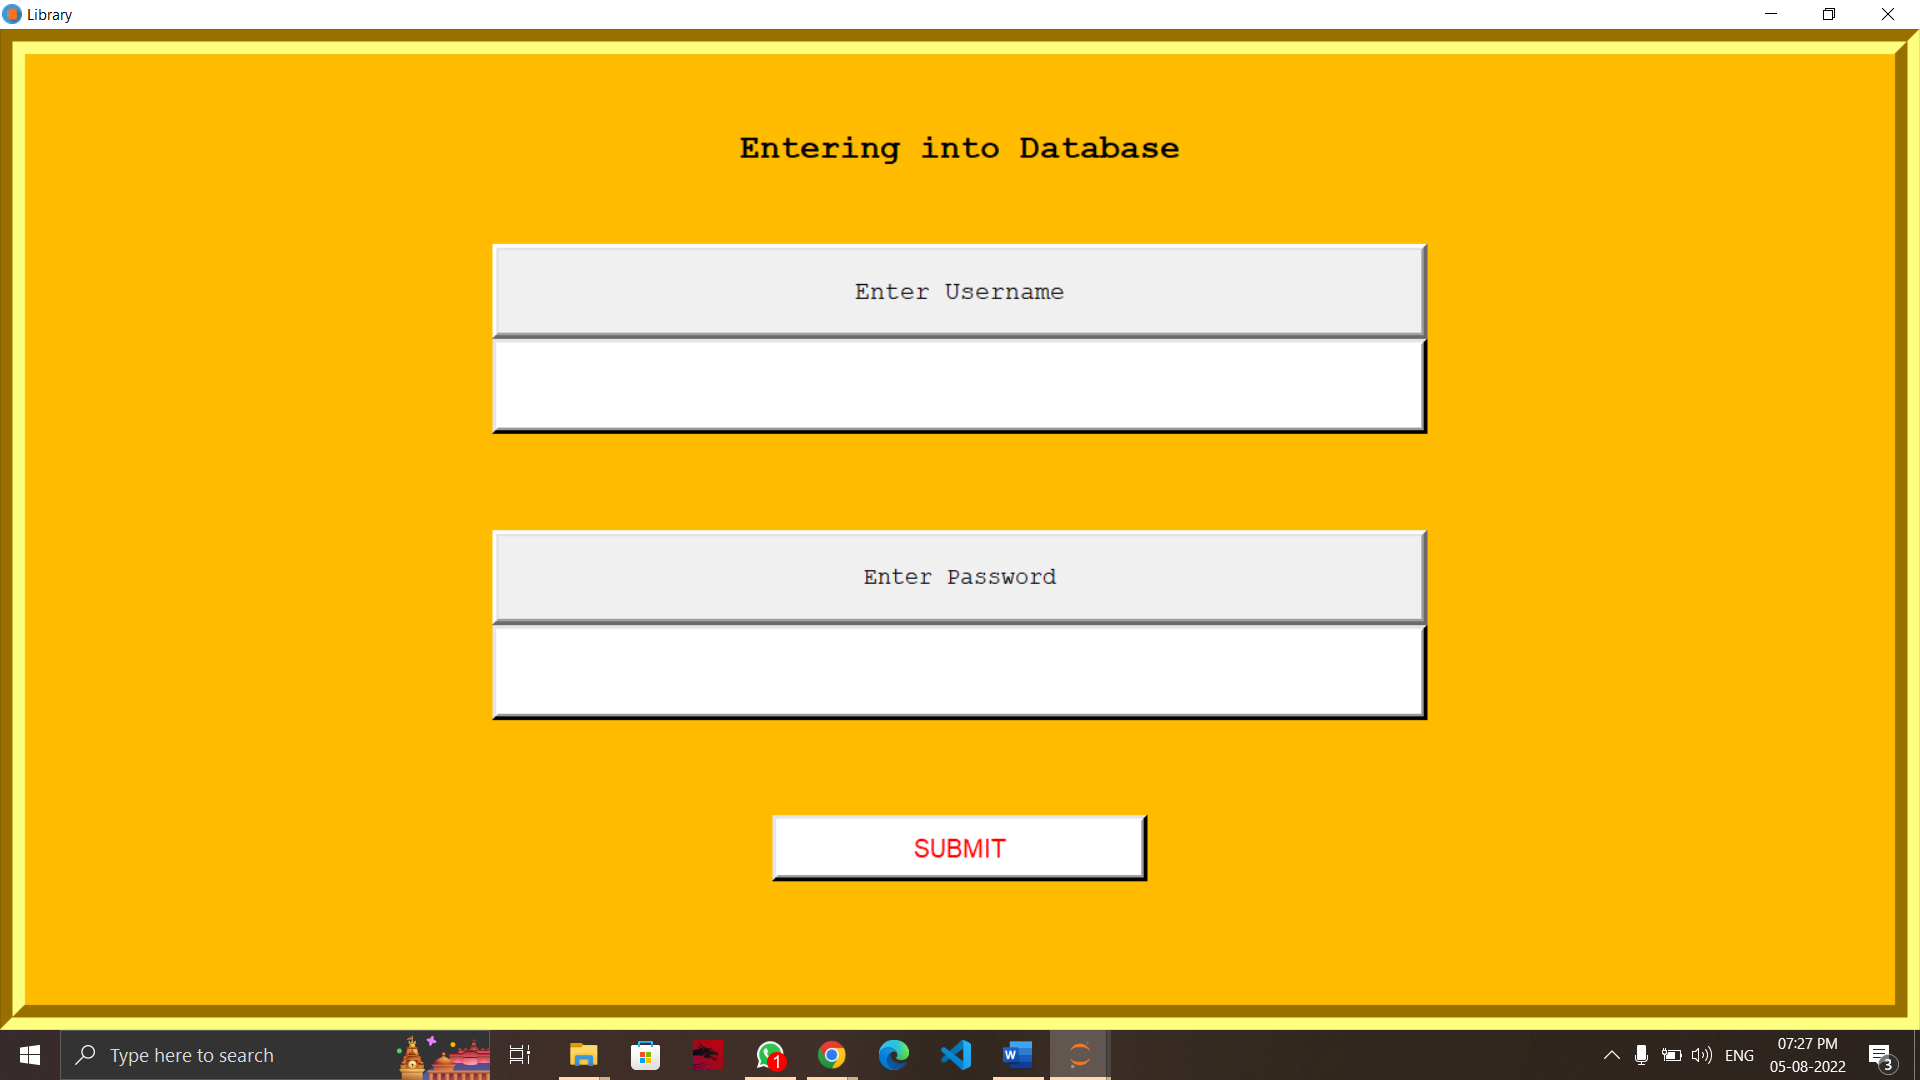 Library
Entering into Database
Enter Username
Enter Password
SUBMIT
Type here to search
1
W
ENG
07:27 PM
05-08-2022
3